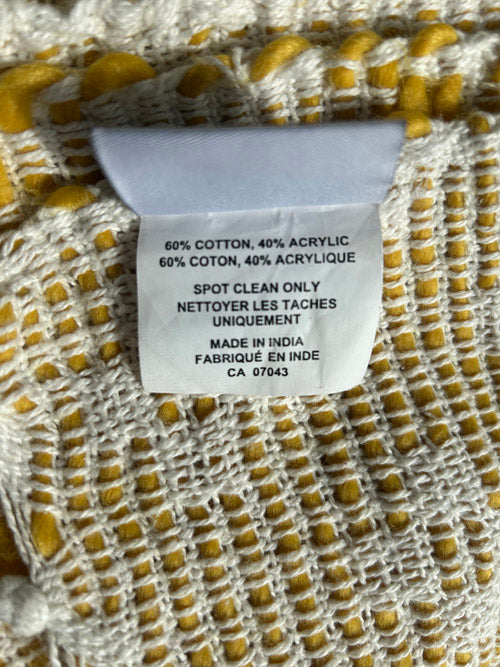 60% COTTON, 40% ACRYLIC
60% COTON, 40% ACRYLIQUE
SPOT CLEAN ONLY
NETTOYER LES TACHES
UNIQUEMENT
MADE IN INDIA
FABRIQUÉ EN INDE
CA 07043